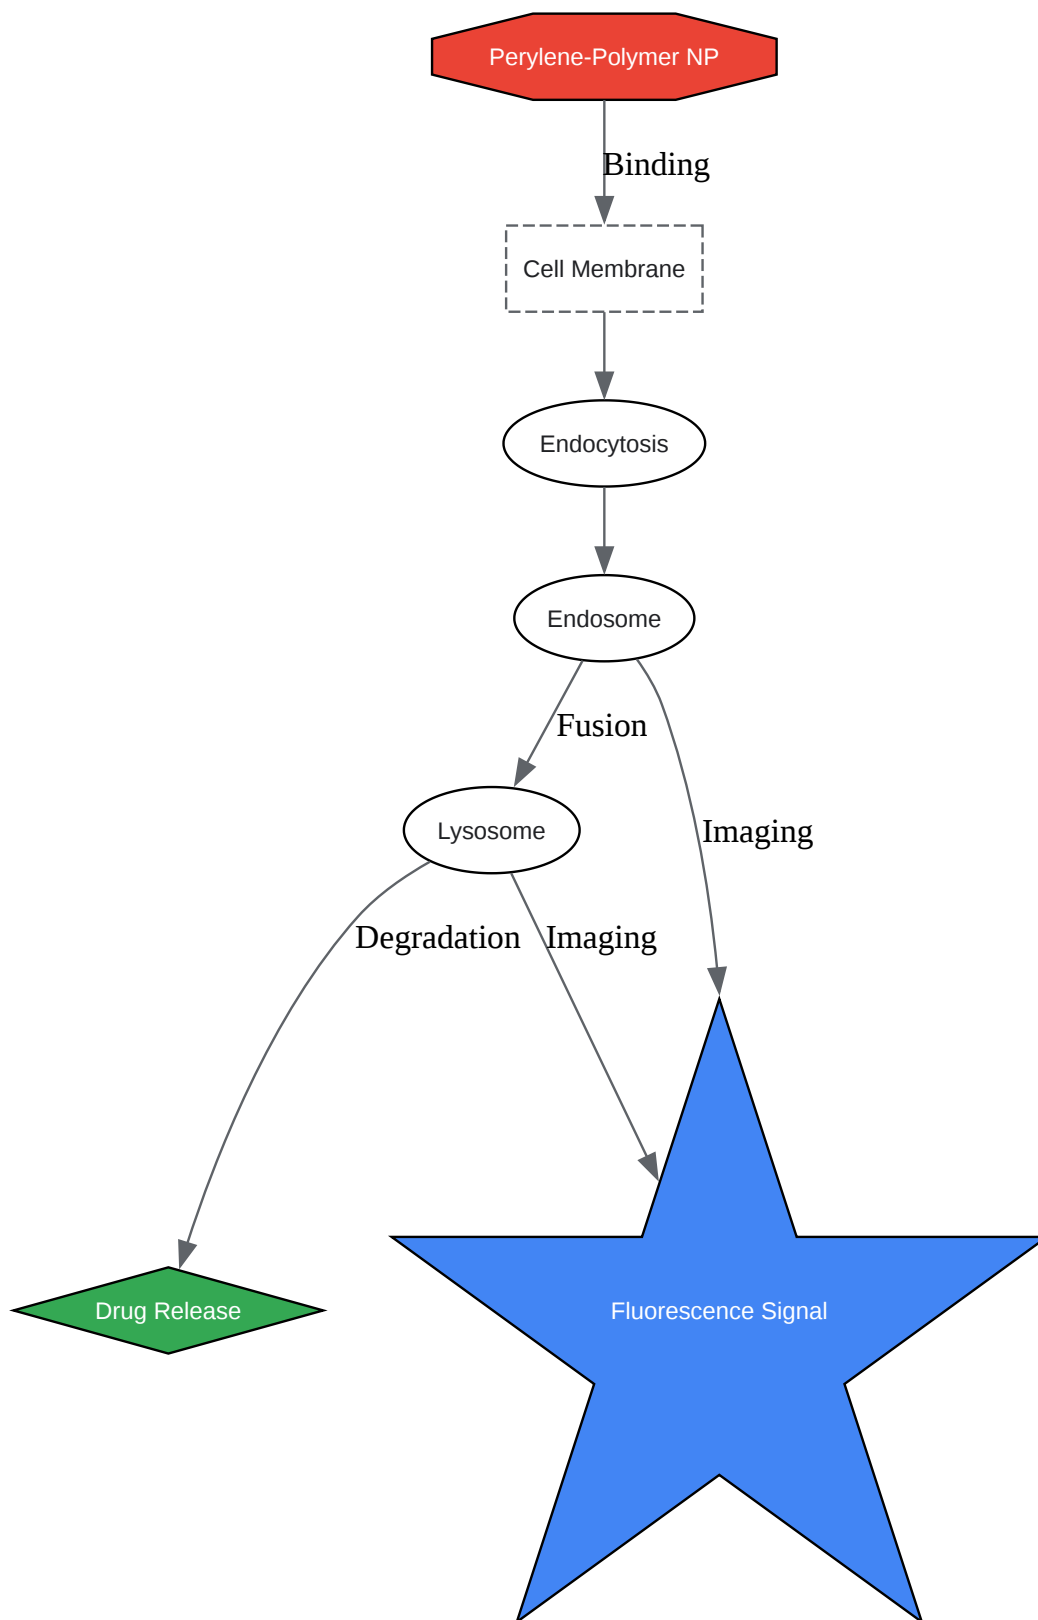 Perylene-Polymer NP
Binding
Cell Membrane
Endocytosis
Endosome
Fusion
Lysosome
Imaging
Degradation
Imaging
Drug Release
Fluorescence Signal